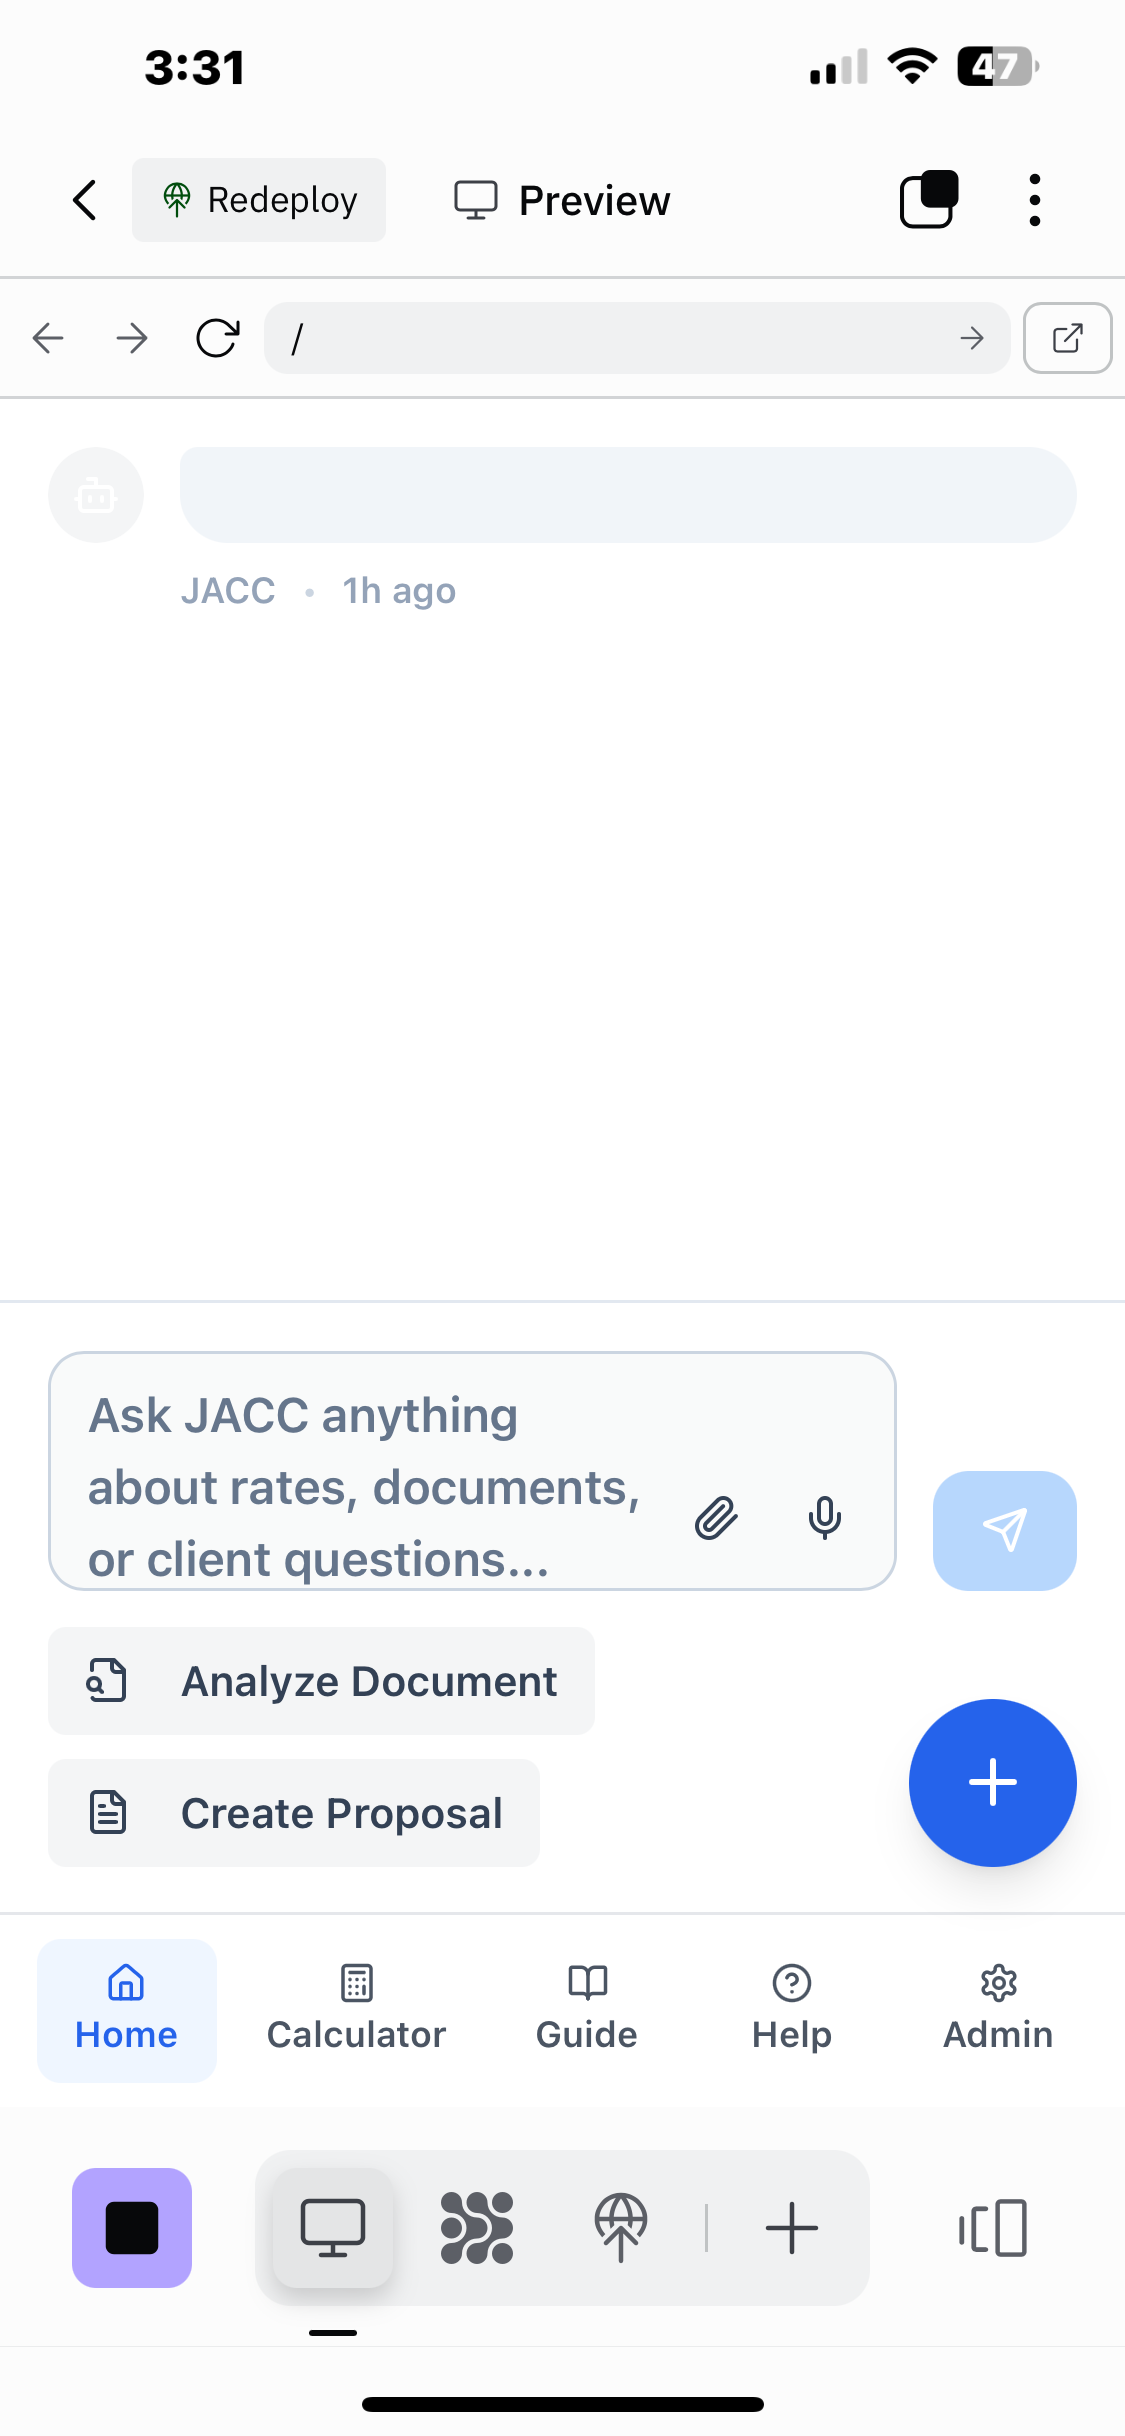 3:31
47
Redeploy
Preview
/
JACC • 1h ago
Ask JACC anything
about rates, documents,
or client questions...
Analyze Document
Create Proposal
Home
Calculator
Guide
Help
Admin